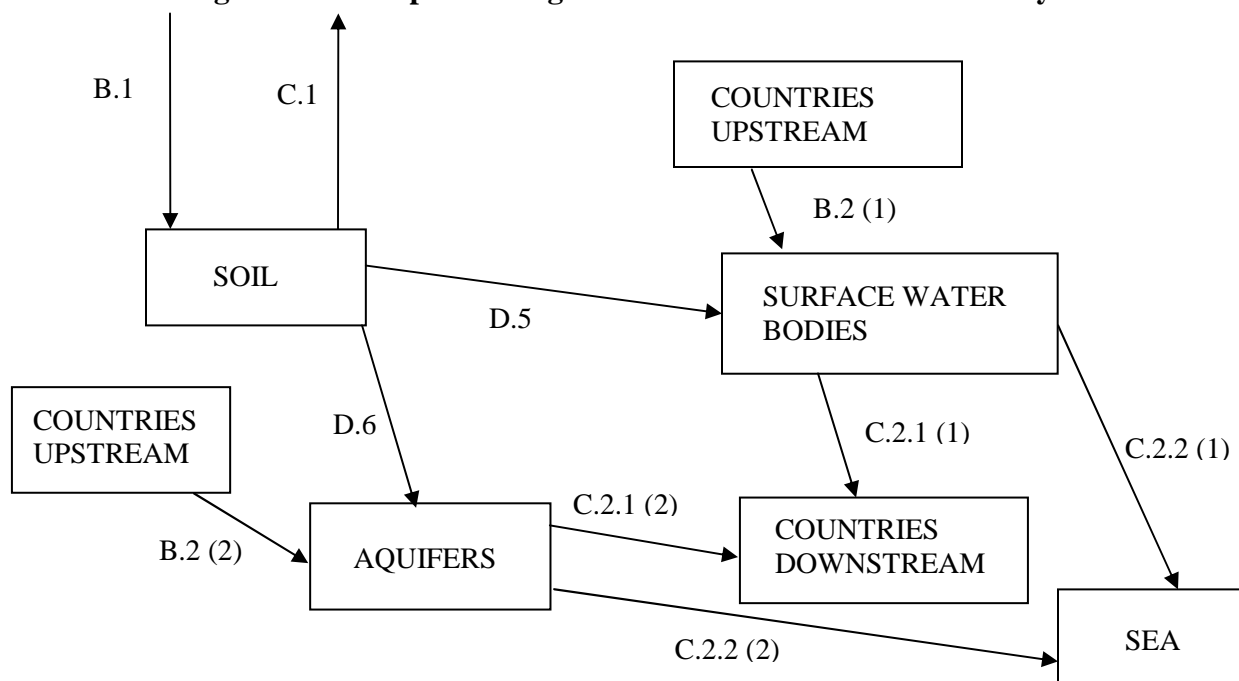 B.1
C.1
COUNTRIES
UPSTREAM
B.2 (1)
SOIL
SURFACE WATER
BODIES
D.5
COUNTRIES
UPSTREAM
D.6
C.2.1 (1)
C.2.2 (1)
C.2.1 (2)
COUNTRIES
DOWNSTREAM
B.2 (2)
AQUIFERS
C.2.2 (2)
SEA